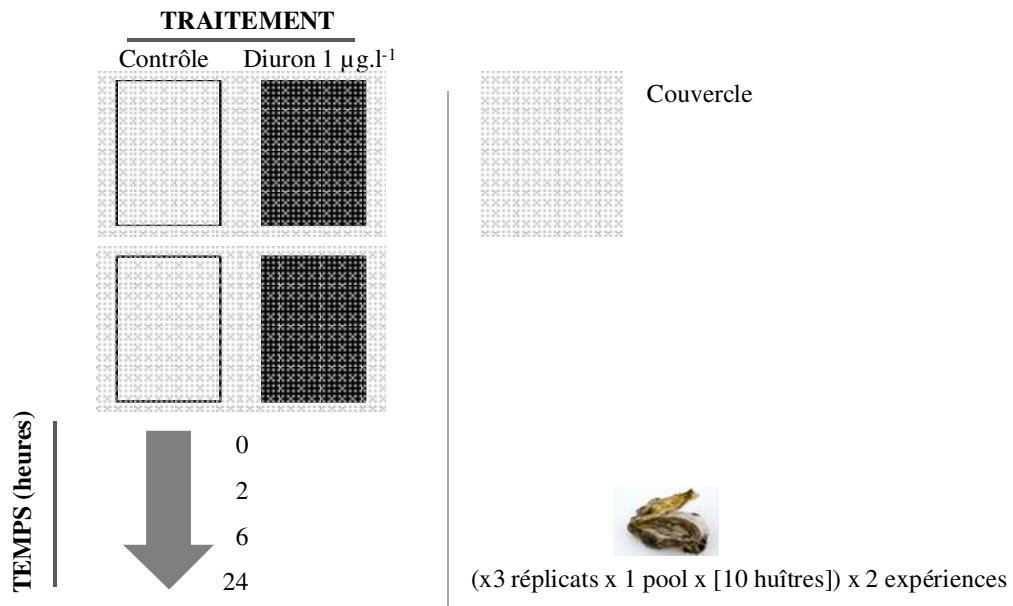 TRAITEMENT
Contrôle Diuron 1 µg.l-1
Couvercle
TEMPS (heures)
0
2
6
24
(x3 réplicats x 1 pool x [10 huîtres]) x 2 expériences